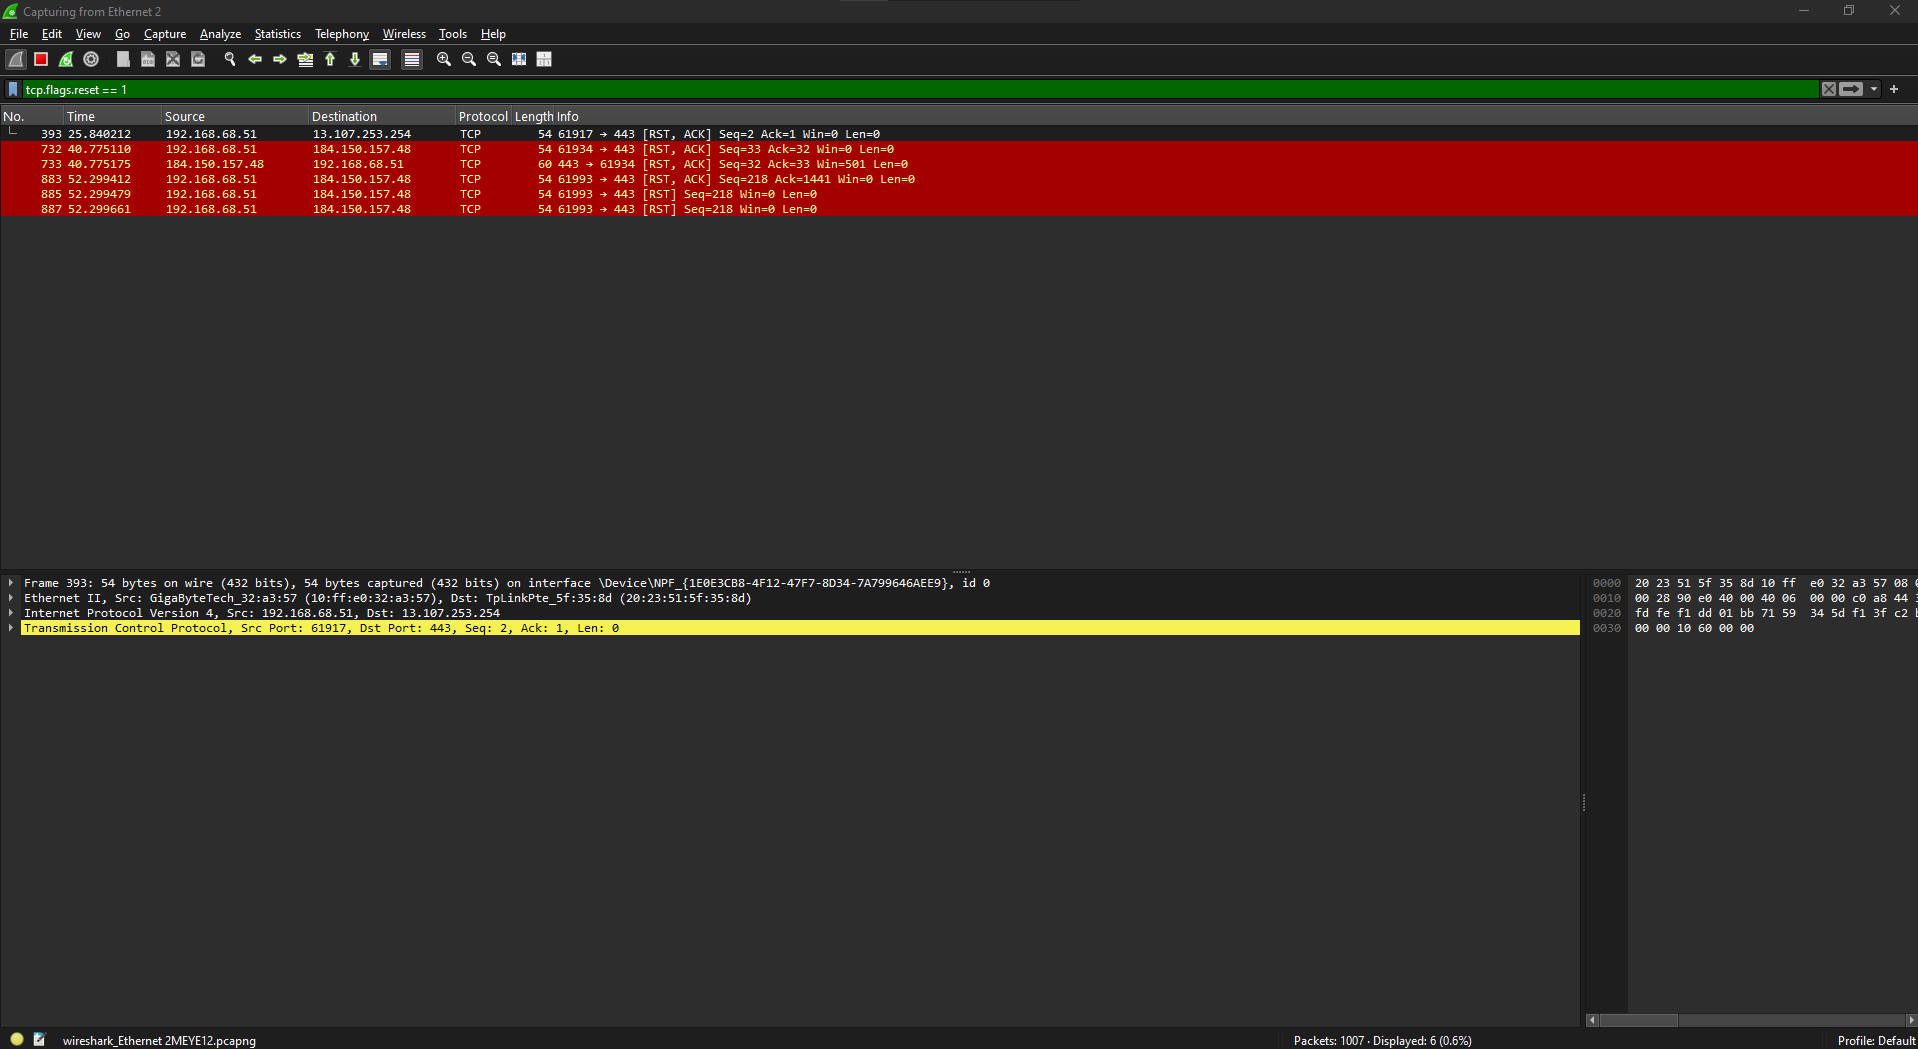 Capturing from Ethernet 2
File Edit View Go Capture Analyze Statistics Telephony Wireless Tools Help
tcp.flags.reset == 1
No. Time Source Destination Protocol Length Info
393 25.840212 192.168.68.51 13.107.253.254 TCP 54 61917 → 443 [RST, ACK] Seq=2 Ack=1 Win=0 Len=0
732 40.775110 192.168.68.51 184.150.157.48 TCP 54 61934 → 443 [RST, ACK] Seq=33 Ack=32 Win=0 Len=0
733 40.775175 184.150.157.48 192.168.68.51 TCP 60 443 → 61934 [RST, ACK] Seq=32 Ack=33 Win=501 Len=0
883 52.299412 192.168.68.51 184.150.157.48 TCP 54 61993 → 443 [RST, ACK] Seq=218 Ack=1441 Win=0 Len=0
885 52.299479 192.168.68.51 184.150.157.48 TCP 54 61993 → 443 [RST] Seq=218 Win=0 Len=0
887 52.299661 192.168.68.51 184.150.157.48 TCP 54 61993 → 443 [RST] Seq=218 Win=0 Len=0
Frame 393: 54 bytes on wire (432 bits), 54 bytes captured (432 bits) on interface \Device\NPF_{1E0E3CB8-4F12-47F7-8D34-7A799646AEE9}, id 0
Ethernet II, Src: GigaByteTech_32:a3:57 (10:ff:e0:32:a3:57), Dst: TpLinkPte_5f:35:8d (20:23:51:5f:35:8d)
Internet Protocol Version 4, Src: 192.168.68.51, Dst: 13.107.253.254
Transmission Control Protocol, Src Port: 61917, Dst Port: 443, Seq: 2, Ack: 1, Len: 0
0000 20 23 51 5f 35 8d 10 ff e0 32 a3 57 08
0010 00 28 90 e0 40 00 40 06 00 00 c0 a8 44
0020 fd fe f1 dd 01 bb 71 59 34 5d f1 3f c2
0030 00 00 10 60 00 00
wireshark_Ethernet 2MEYE12.pcapng
Packets: 1007 · Displayed: 6 (0.6%)
Profile: Default